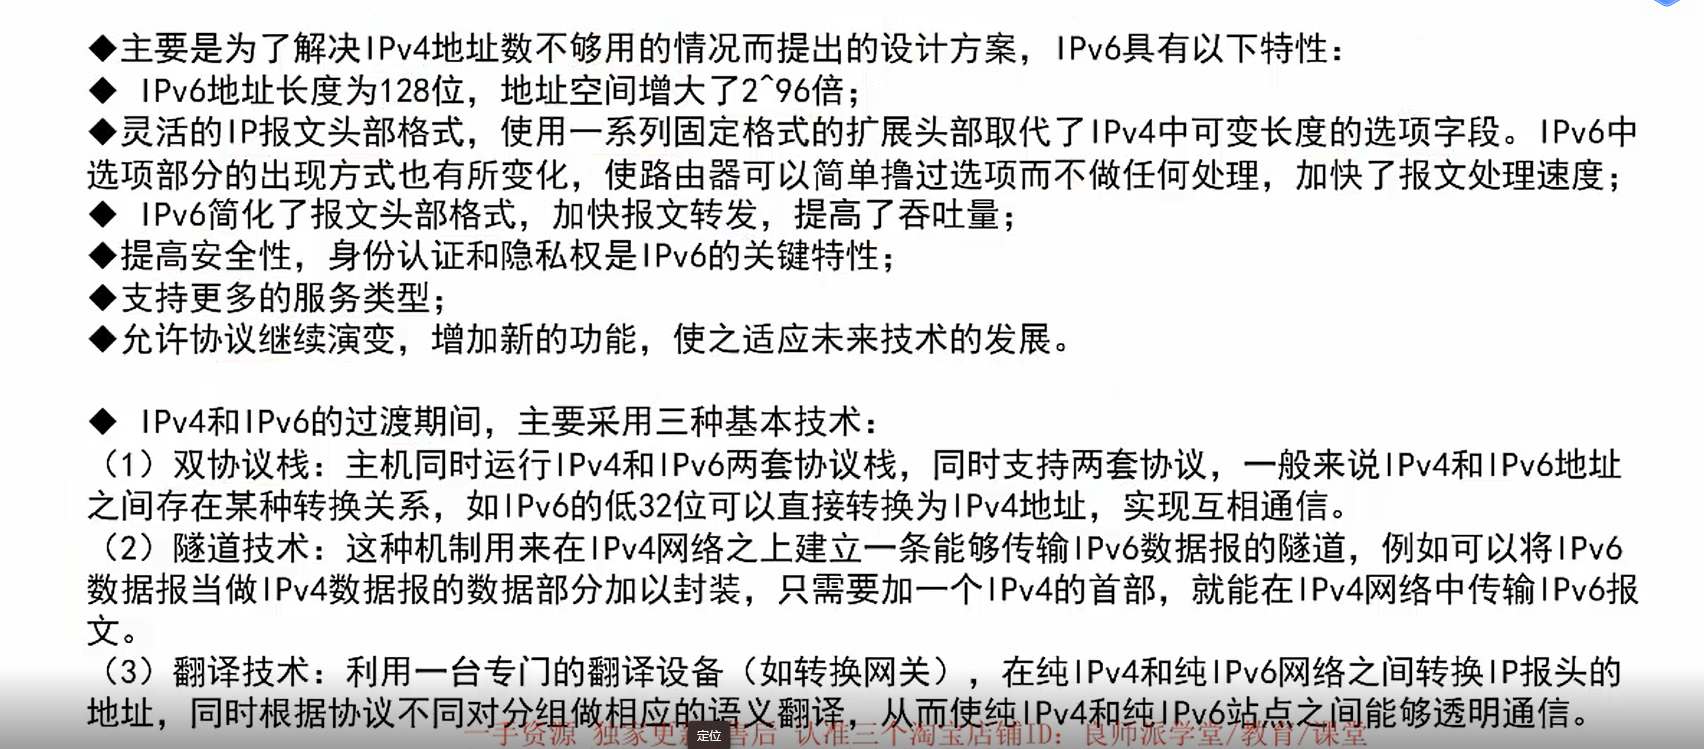 ◆主要是为了解决IPv4地址数不够用的情况而提出的设计方案，IPv6具有以下特性：
◆ IPv6地址长度为128位，地址空间增大了2^96倍；
◆灵活的IP报文头部格式，使用一系列固定格式的扩展头部取代了IPv4中可变长度的选项字段。IPv6中
选项部分的出现方式也有所变化，使路由器可以简单撸过选项而不做任何处理，加快了报文处理速度；
◆ IPv6简化了报文头部格式，加快报文转发，提高了吞吐量；
◆提高安全性，身份认证和隐私权是IPv6的关键特性；
◆支持更多的服务类型；
◆允许协议继续演变，增加新的功能，使之适应未来技术的发展。
◆ IPv4和IPv6的过渡期间，主要采用三种基本技术：
（1）双协议栈：主机同时运行IPv4和IPv6两套协议栈，同时支持两套协议，一般来说IPv4和IPv6地址
之间存在某种转换关系，如IPv6的低32位可以直接转换为IPv4地址，实现互相通信。
（2）隧道技术：这种机制用来在IPv4网络之上建立一条能够传输IPv6数据报的隧道，例如可以将IPv6
数据报当做IPv4数据报的数据部分加以封装，只需要加一个IPv4的首部，就能在IPv4网络中传输IPv6报
文。
（3）翻译技术：利用一台专门的翻译设备（如转换网关），在纯IPv4和纯IPv6网络之间转换IP报头的
地址，同时根据协议不同对分组做相应的语义翻译，从而使纯IPv4和纯IPv6站点之间能够透明通信。
一手资源 独家更新 售后 认准三个淘宝店铺ID：良师派学堂/教育/课堂
定位